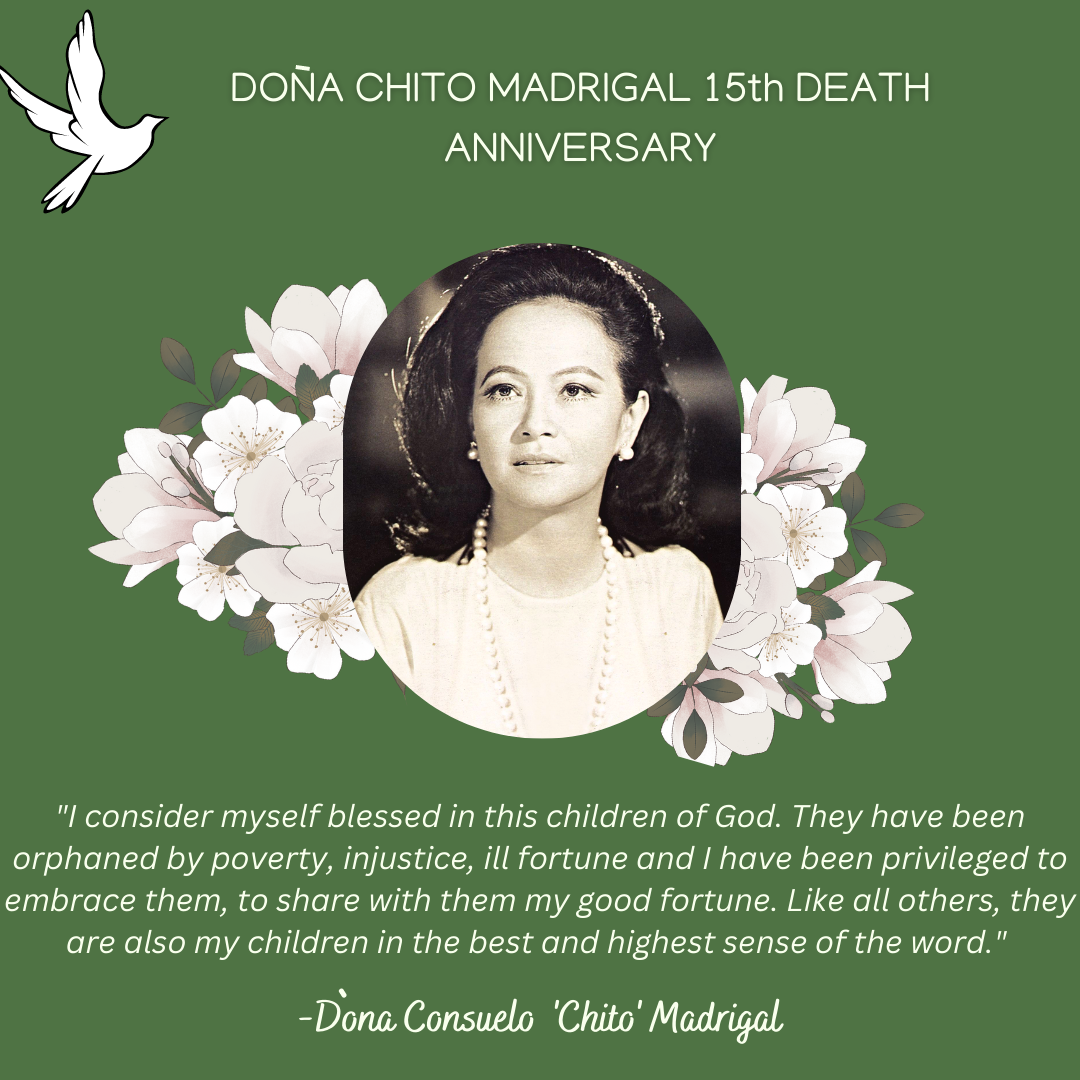 DOÑA CHITO MADRIGAL 15th DEATH
ANNIVERSARY
"I consider myself blessed in this children of God. They have been
orphaned by poverty, injustice, ill fortune and I have been privileged to
embrace them, to share with them my good fortune. Like all others, they
are also my children in the best and highest sense of the word."
-D̀ona Consuelo 'Chito' Madrigal